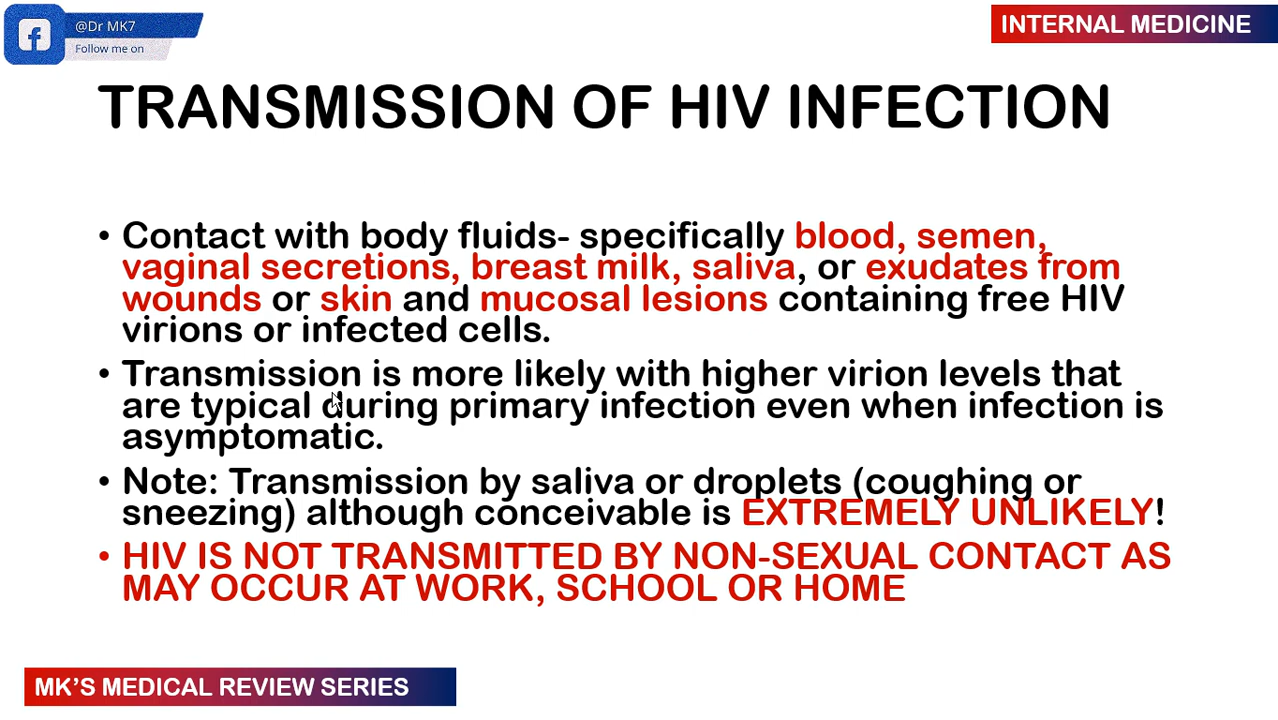 @Dr MK7
Follow me on
INTERNAL MEDICINE
TRANSMISSION OF HIV INFECTION
• Contact with body fluids- specifically blood, semen,
vaginal secretions, breast milk, saliva, or exudates from
wounds or skin and mucosal lesions containing free HIV
virions or infected cells.
• Transmission is more likely with higher virion levels that
are typical during primary infection even when infection is
asymptomatic.
• Note: Transmission by saliva or droplets (coughing or
sneezing) although conceivable is EXTREMELY UNLIKELY!
• HIV IS NOT TRANSMITTED BY NON-SEXUAL CONTACT AS
MAY OCCUR AT WORK, SCHOOL OR HOME
MK’S MEDICAL REVIEW SERIES